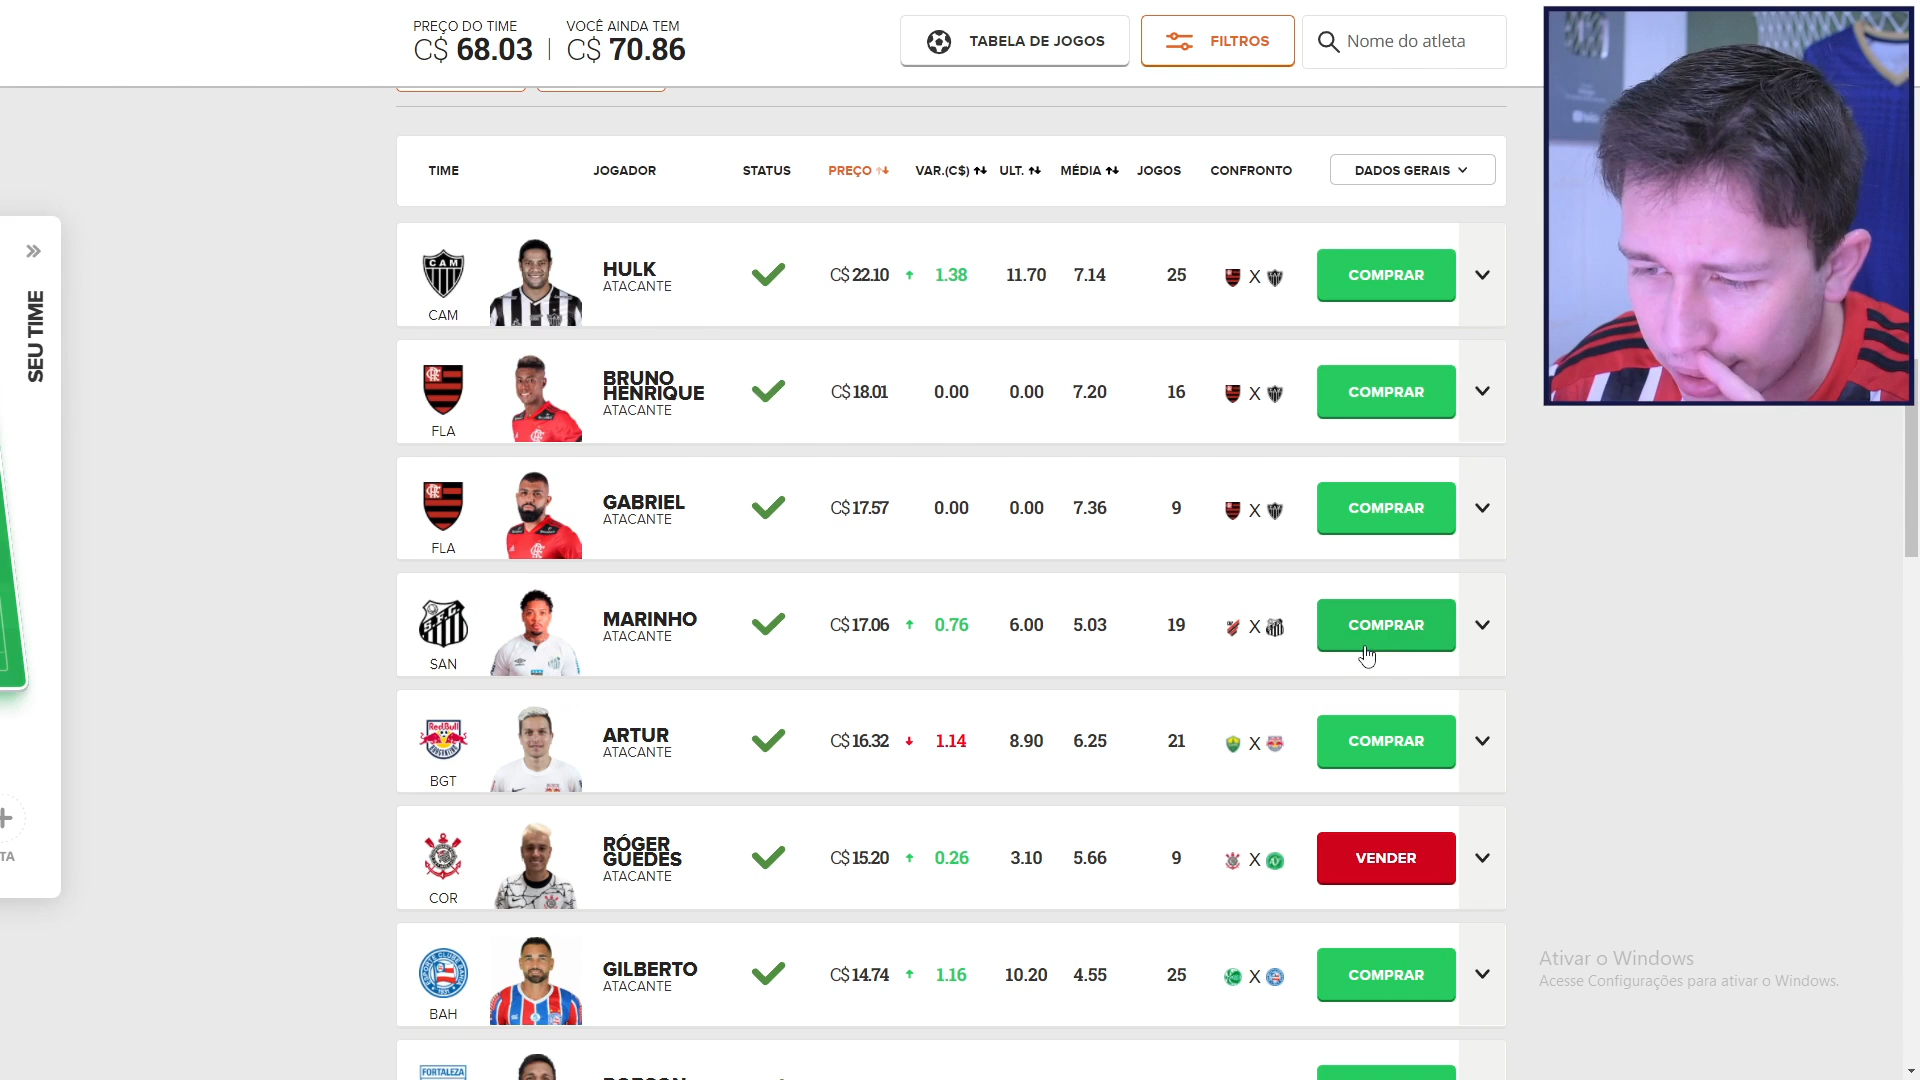 PREÇO DO TIME
C$ 68.03
VOCÊ AINDA TEM
C$ 70.86
TABELA DE JOGOS
FILTROS
Nome do atleta
TIME JOGADOR STATUS PREÇO VAR.(C$) ULT. MÉDIA JOGOS CONFRONTO DADOS GERAIS
SEU TIME
TA
CAM
CAM
HULK
ATACANTE
C$ 22.10 1.38 11.70 7.14 25 X COMPRAR
FLA
BRUNO
HENRIQUE
ATACANTE
C$ 18.01 0.00 0.00 7.20 16 X COMPRAR
FLA
GABRIEL
ATACANTE
C$ 17.57 0.00 0.00 7.36 9 X COMPRAR
SAN
MARINHO
ATACANTE
C$ 17.06 0.76 6.00 5.03 19 X COMPRAR
RedBull
BGT
ARTUR
ATACANTE
C$ 16.32 1.14 8.90 6.25 21 X COMPRAR
COR
RÓGER
GUEDES
ATACANTE
C$ 15.20 0.26 3.10 5.66 9 X VENDER
BAH
GILBERTO
ATACANTE
C$ 14.74 1.16 10.20 4.55 25 X COMPRAR
FORTALEZA
Ativar o Windows
Acesse Configurações para ativar o Windows.